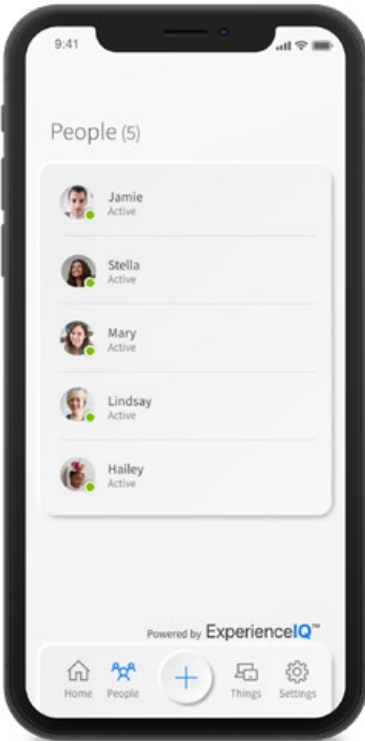 9:41
People (5)
Jamie
Active
Stella
Active
Mary
Active
Lindsay
Active
Hailey
Active
Powered by ExperienceIQ™
Home People + Things Settings